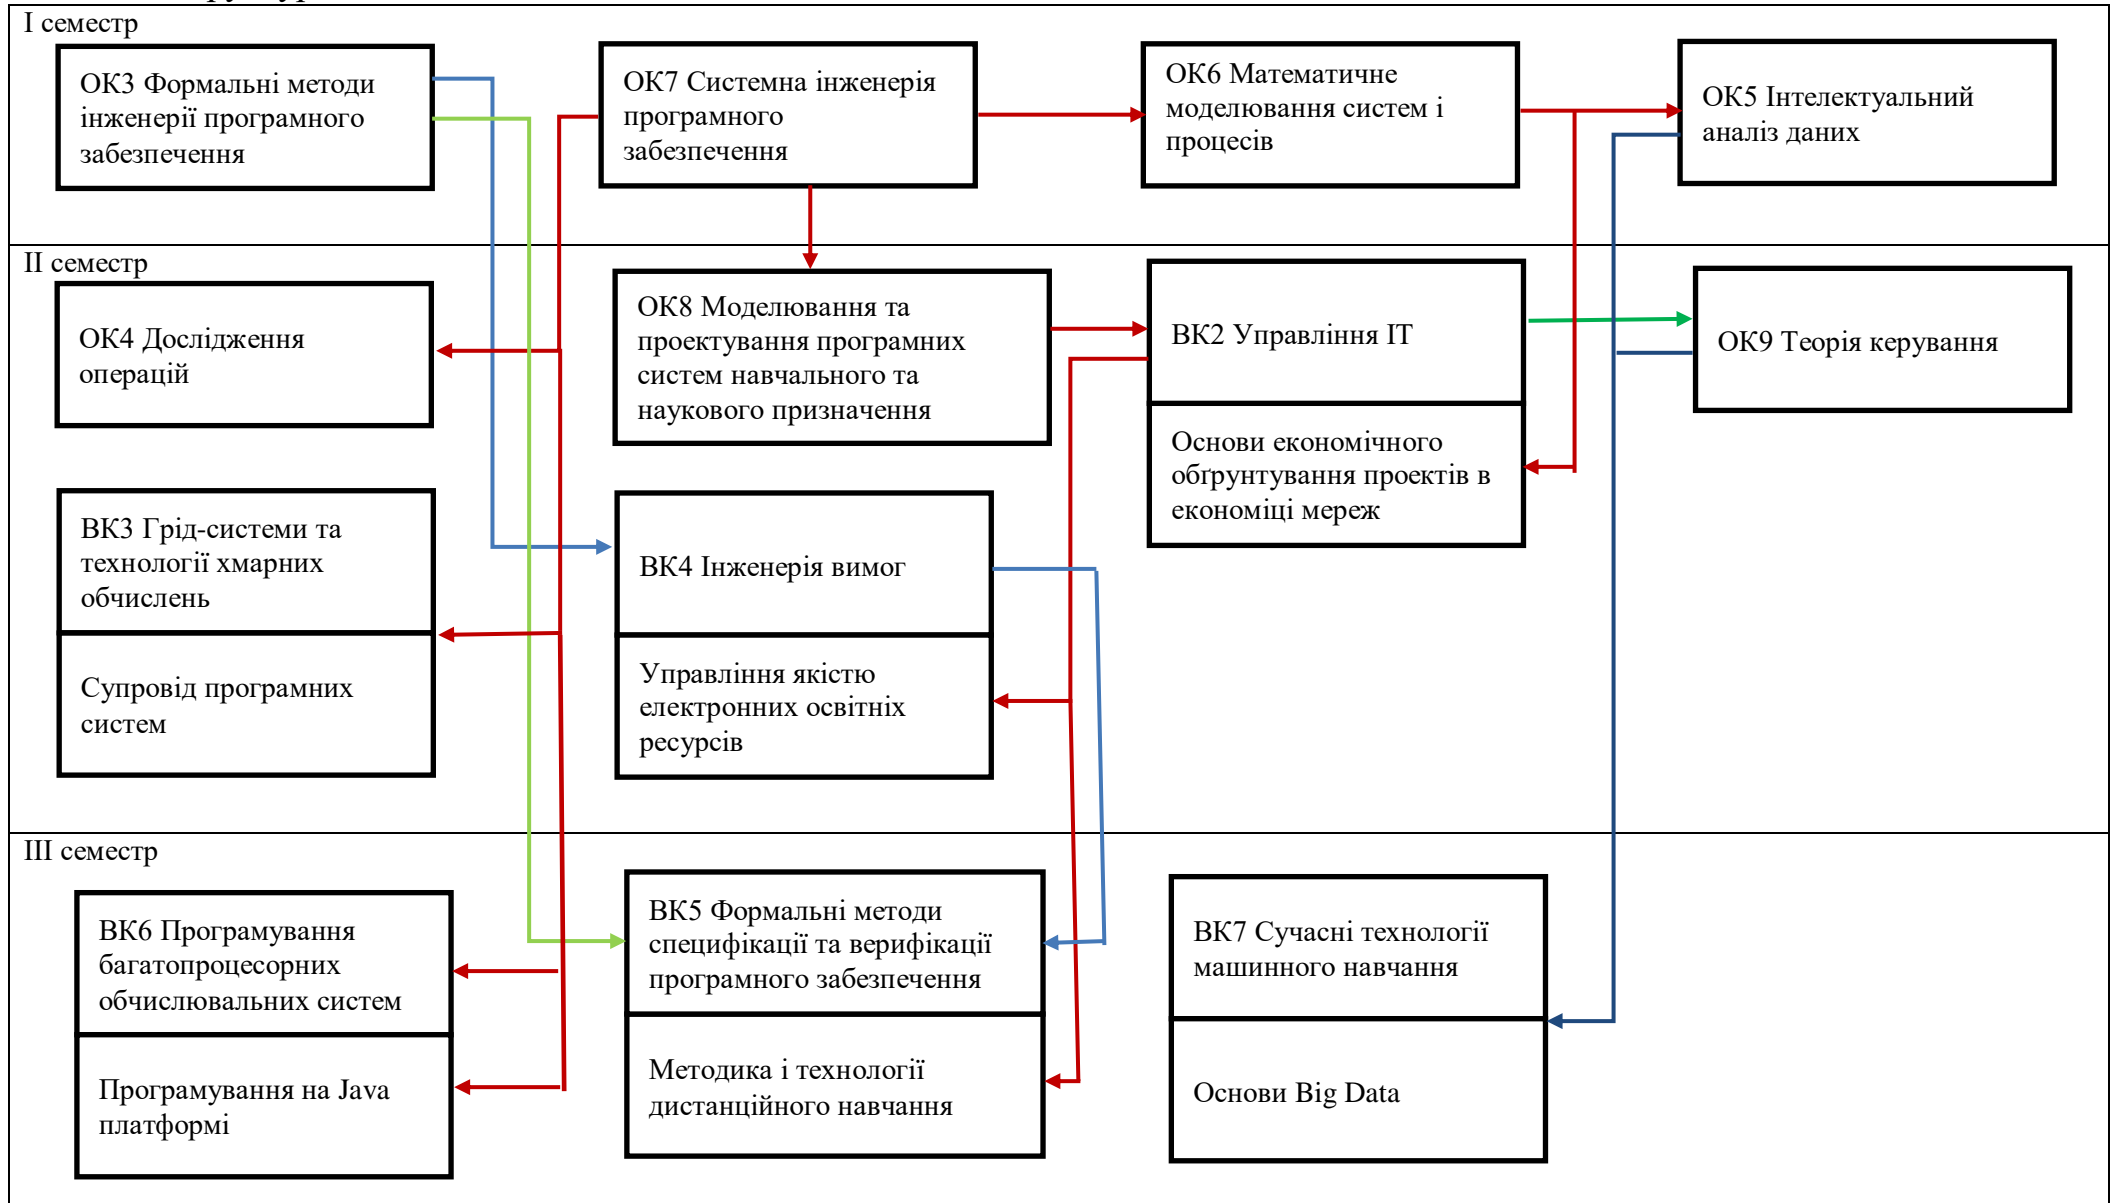 І семестр
ОК3 Формальні методи
інженерії програмного
забезпечення
ОК7 Системна інженерія
програмного
забезпечення
ОК6 Математичне
моделювання систем і
процесів
ОК5 Інтелектуальний
аналіз даних
ІІ семестр
ОК4 Дослідження
операцій
ОК8 Моделювання та
проектування програмних
систем навчального та
наукового призначення
ВК2 Управління ІТ
Основи економічного
обґрунтування проектів в
економіці мереж
ОК9 Теорія керування
ВК3 Грід-системи та
технології хмарних
обчислень
Супровід програмних
систем
ВК4 Інженерія вимог
Управління якістю
електронних освітніх
ресурсів
ІІІ семестр
ВК6 Програмування
багатопроцесорних
обчислювальних систем
Програмування на Java
платформі
ВК5 Формальні методи
специфікації та верифікації
програмного забезпечення
Методика і технології
дистанційного навчання
ВК7 Сучасні технології
машинного навчання
Основи Big Data